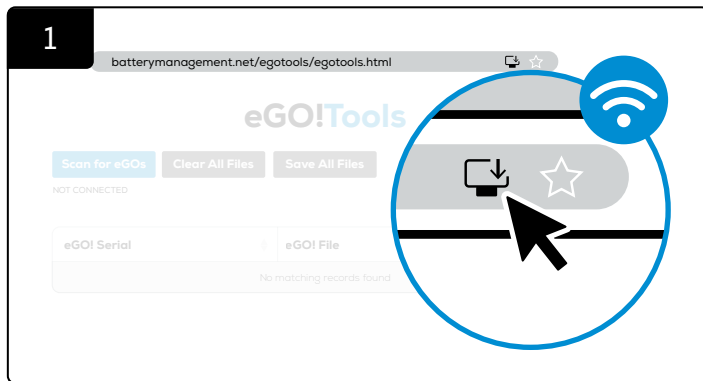 1
batterymanagement.net/egotools/egotools.html
eGO!Tools
Scan for eGOs Clear All Files Save All Files
NOT CONNECTED
eGO! Serial eGO! File
No matching records found